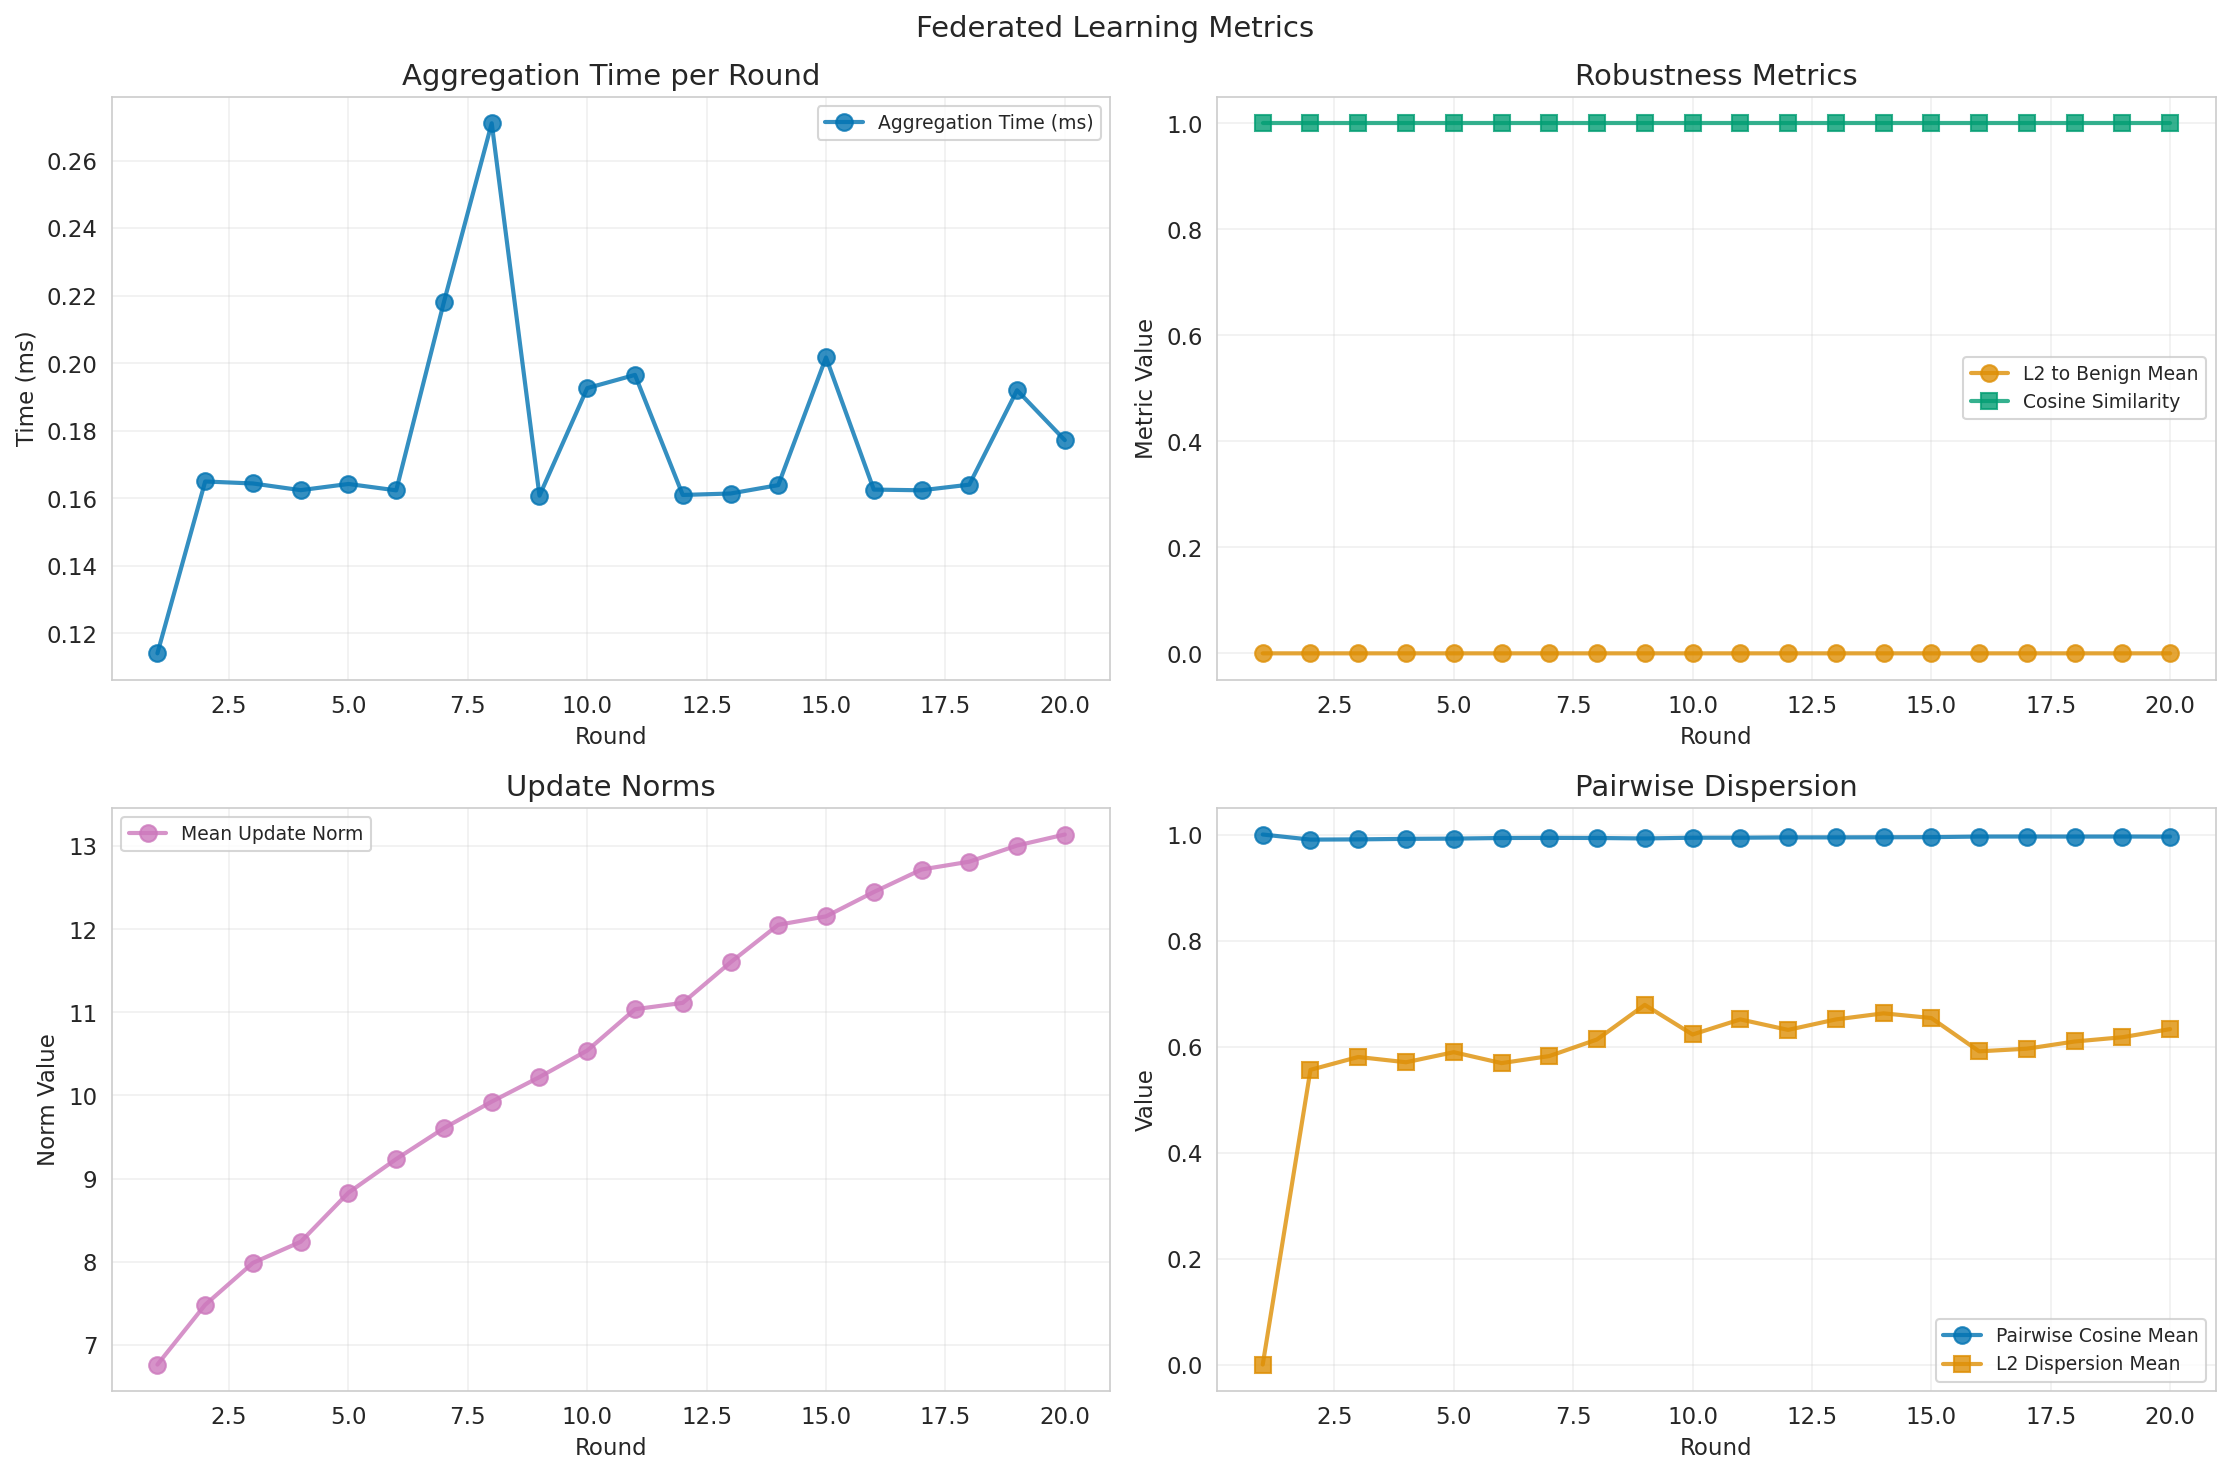 Federated Learning Metrics
Aggregation Time per Round
Aggregation Time (ms)
Time (ms)
0.26
0.24
0.22
0.20
0.18
0.16
0.14
0.12
2.5 5.0 7.5 10.0 12.5 15.0 17.5 20.0
Round
Robustness Metrics
Metric Value
1.0
0.8
0.6
0.4
0.2
0.0
L2 to Benign Mean
Cosine Similarity
2.5 5.0 7.5 10.0 12.5 15.0 17.5 20.0
Round
Update Norms
Mean Update Norm
Norm Value
13
12
11
10
9
8
7
2.5 5.0 7.5 10.0 12.5 15.0 17.5 20.0
Round
Pairwise Dispersion
Value
1.0
0.8
0.6
0.4
0.2
0.0
Pairwise Cosine Mean
L2 Dispersion Mean
2.5 5.0 7.5 10.0 12.5 15.0 17.5 20.0
Round